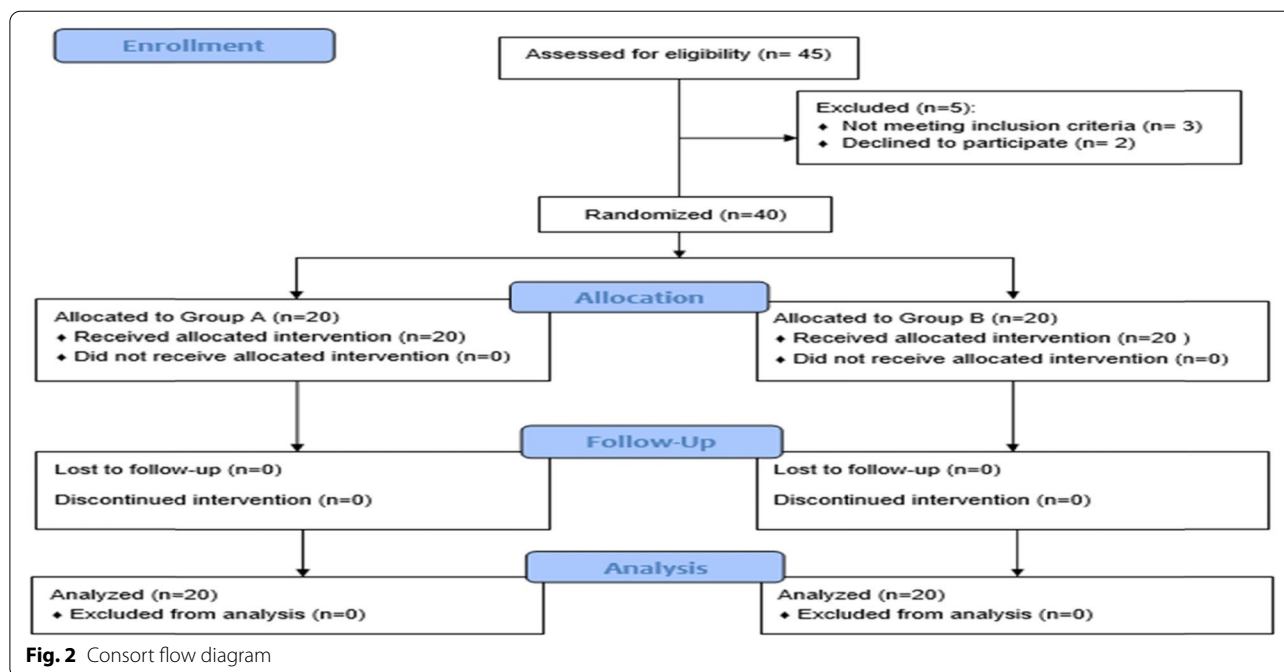 Enrollment
Assessed for eligibility (n= 45)
Excluded (n=5):
♦ Not meeting inclusion criteria (n= 3)
♦ Declined to participate (n= 2)
Randomized (n=40)
Allocation
Allocated to Group A (n=20)
♦ Received allocated intervention (n=20)
♦ Did not receive allocated intervention (n=0)
Allocated to Group B (n=20)
♦ Received allocated intervention (n=20 )
♦ Did not receive allocated intervention (n=0)
Follow-Up
Lost to follow-up (n=0)
Discontinued intervention (n=0)
Lost to follow-up (n=0)
Discontinued intervention (n=0)
Analysis
Analyzed (n=20)
♦ Excluded from analysis (n=0)
Analyzed (n=20)
♦ Excluded from analysis (n=0)
Fig. 2 Consort flow diagram